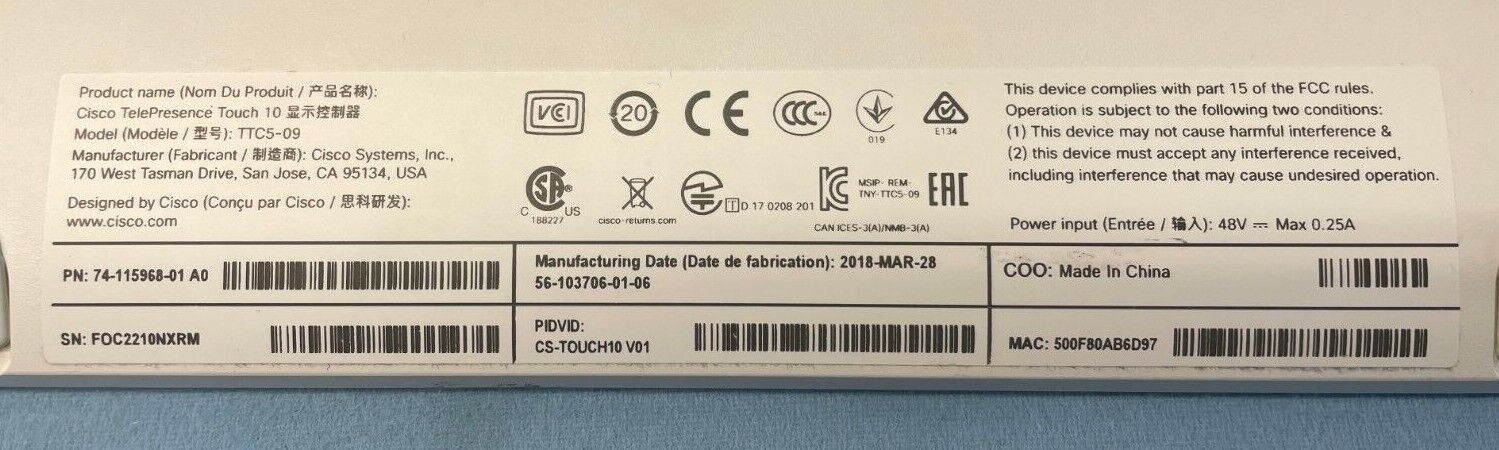 Product name (Nom Du Produit / 产品名称):
Cisco TelePresence Touch 10 显示控制器
Model (Modèle / 型号): TTC5-09
Manufacturer (Fabricant / 制造商): Cisco Systems, Inc.,
170 West Tasman Drive, San Jose, CA 95134, USA
Designed by Cisco (Conçu par Cisco / 思科研发):
www.cisco.com
VCI
20
CE
CCC
019
E134
C SA US
188227
cisco-returns.com
T D 17 0208 201
MSIP- REM-
TNY-TTC5-09
EAC
CAN ICES-3(A)/NMB-3(A)
This device complies with part 15 of the FCC rules.
Operation is subject to the following two conditions:
(1) This device may not cause harmful interference &
(2) this device must accept any interference received,
including interference that may cause undesired operation.
Power input (Entrée / 输入): 48V ⎓ Max 0.25A
PN: 74-115968-01 A0
Manufacturing Date (Date de fabrication): 2018-MAR-28
56-103706-01-06
COO: Made In China
SN: FOC2210NXRM
PIDVID:
CS-TOUCH10 V01
MAC: 500F80AB6D97